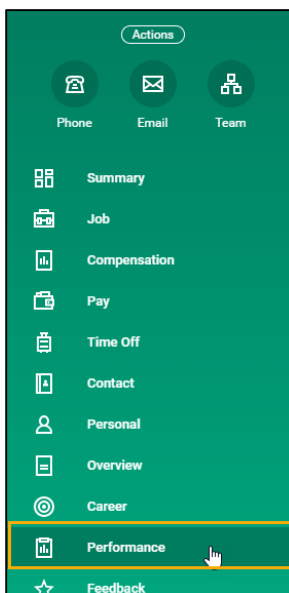 Actions
Phone Email Team
Summary
Job
Compensation
Pay
Time Off
Contact
Personal
Overview
Career
Performance
Feedback